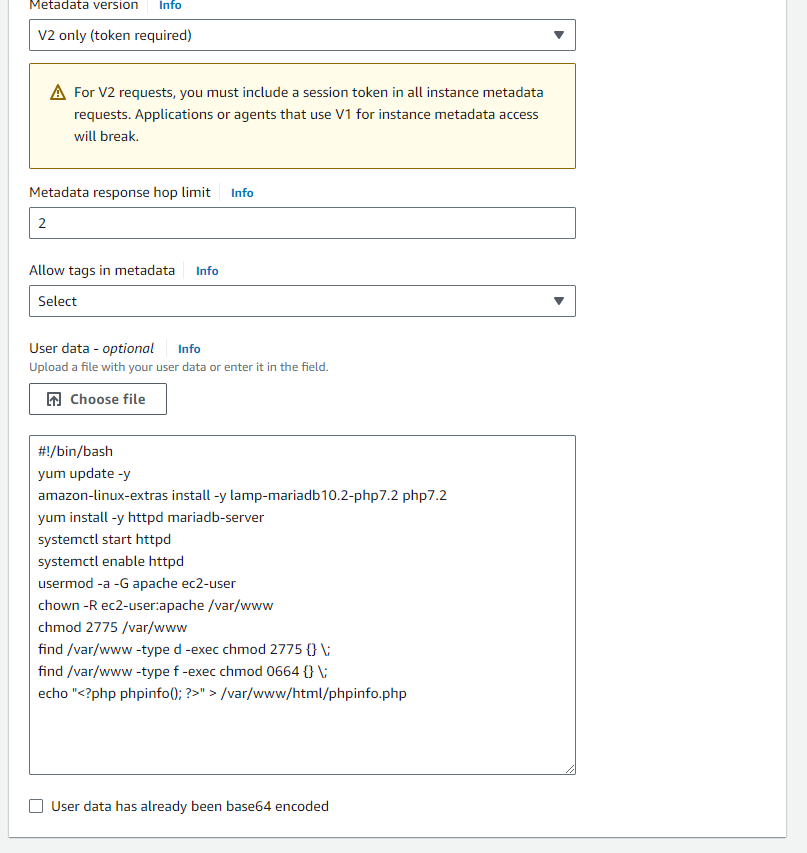 Metadata version Info
V2 only (token required)
For V2 requests, you must include a session token in all instance metadata
requests. Applications or agents that use V1 for instance metadata access
will break.
Metadata response hop limit Info
2
Allow tags in metadata Info
Select
User data - optional Info
Upload a file with your user data or enter it in the field.
Choose file
#!/bin/bash
yum update -y
amazon-linux-extras install -y lamp-mariadb10.2-php7.2 php7.2
yum install -y httpd mariadb-server
systemctl start httpd
systemctl enable httpd
usermod -a -G apache ec2-user
chown -R ec2-user:apache /var/www
chmod 2775 /var/www
find /var/www -type d -exec chmod 2775 {} \;
find /var/www -type f -exec chmod 0664 {} \;
echo "<?php phpinfo(); ?>" > /var/www/html/phpinfo.php
User data has already been base64 encoded